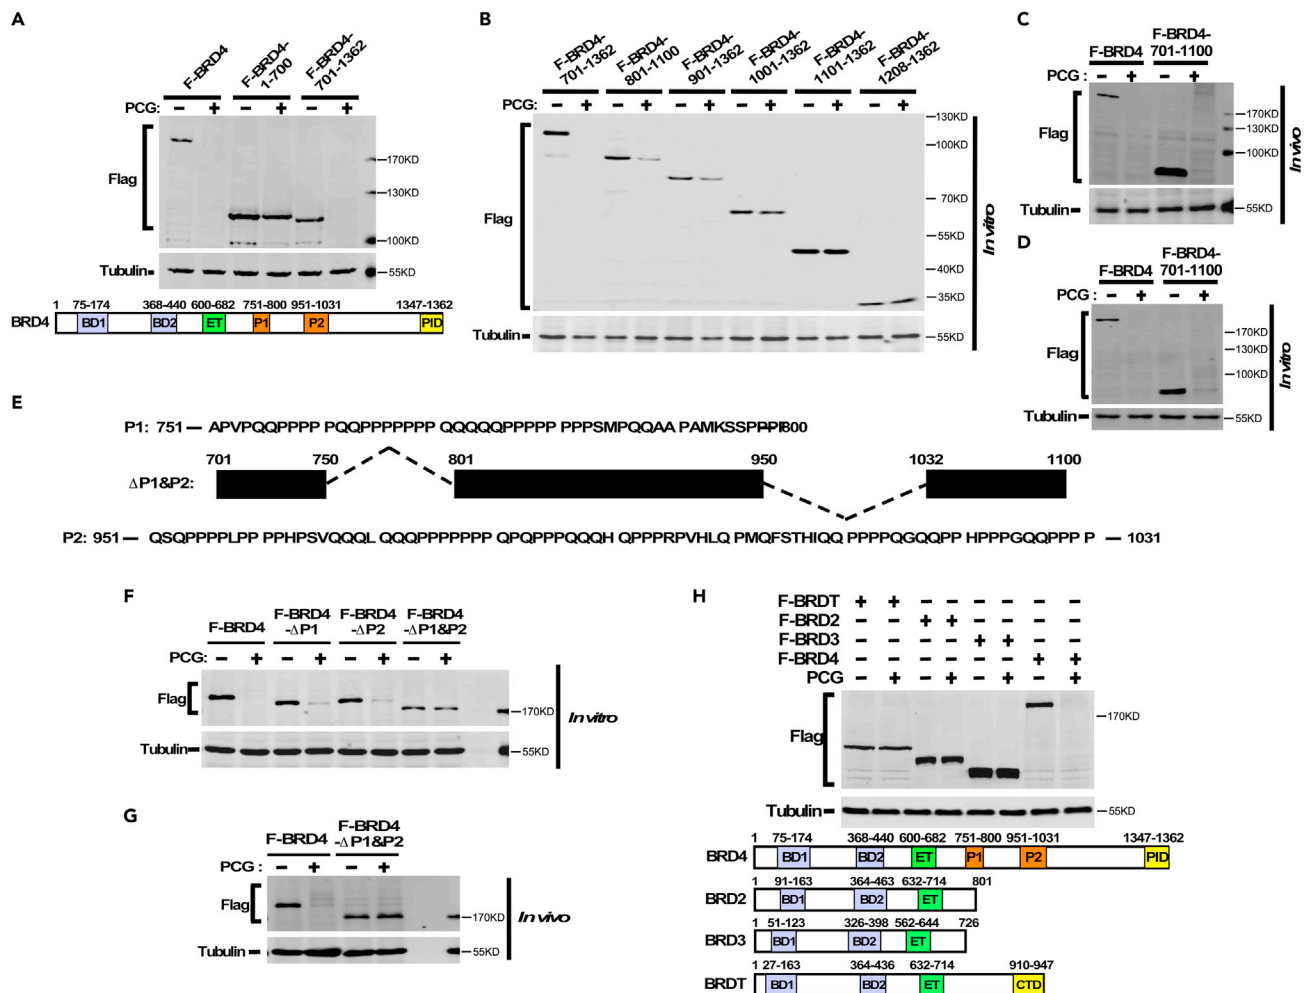 A
F-BRD4
F-BRD4-
1-700
F-BRD4-
701-1362
PCG: – + – + – +
Flag
170KD
130KD
100KD
Tubulin
55KD
1 75-174 368-440 600-682 751-800 951-1031 1347-1362
BRD4 BD1 BD2 ET P1 P2 PID
B
F-BRD4-
701-1362
F-BRD4-
801-1100
F-BRD4-
901-1362
F-BRD4-
1001-1362
F-BRD4-
1101-1362
F-BRD4-
1208-1362
PCG: – + – + – + – + – + – +
Flag
130KD
100KD
70KD
55KD
40KD
35KD
Tubulin
55KD
In vitro
C
F-BRD4
F-BRD4-
701-1100
PCG: – + – +
Flag
170KD
130KD
100KD
Tubulin
55KD
In vivo
D
F-BRD4
F-BRD4-
701-1100
PCG : – + – +
Flag
170KD
130KD
100KD
Tubulin
55KD
In vitro
E
P1: 751 — APVPQQPPPP PQQPPPPPPP QQQQQPPPPP PPPSMPQQAA PAMKSSPPPPI 800
701 750 801 950 1032 1100
ΔP1&P2:
P2: 951 — QSQPPPPLPP PPHPSVQQQL QQQPPPPPPP QPQPPPQQQH QPPPRPVHLQ PMQFSTHIQQ PPPPQGQQPP HPPPGQQPPP P — 1031
F
F-BRD4
F-BRD4
-ΔP1
F-BRD4
-ΔP2
F-BRD4
-ΔP1&P2
PCG: – + – + – + – +
Flag
170KD
Tubulin
55KD
In vitro
G
F-BRD4
F-BRD4
-ΔP1&P2
PCG : – + – +
Flag
170KD
Tubulin
55KD
In vivo
H
F-BRDT + + – – – – – –
F-BRD2 – – + + – – – –
F-BRD3 – – – – + + – –
F-BRD4 – – – – – – + +
PCG – + – + – + – +
Flag
170KD
Tubulin
55KD
1 75-174 368-440 600-682 751-800 951-1031 1347-1362
BRD4 BD1 BD2 ET P1 P2 PID
1 91-163 364-463 632-714 801
BRD2 BD1 BD2 ET
1 51-123 326-398 562-644 726
BRD3 BD1 BD2 ET
1 27-163 364-436 632-714 910-947
BRDT BD1 BD2 ET CTD